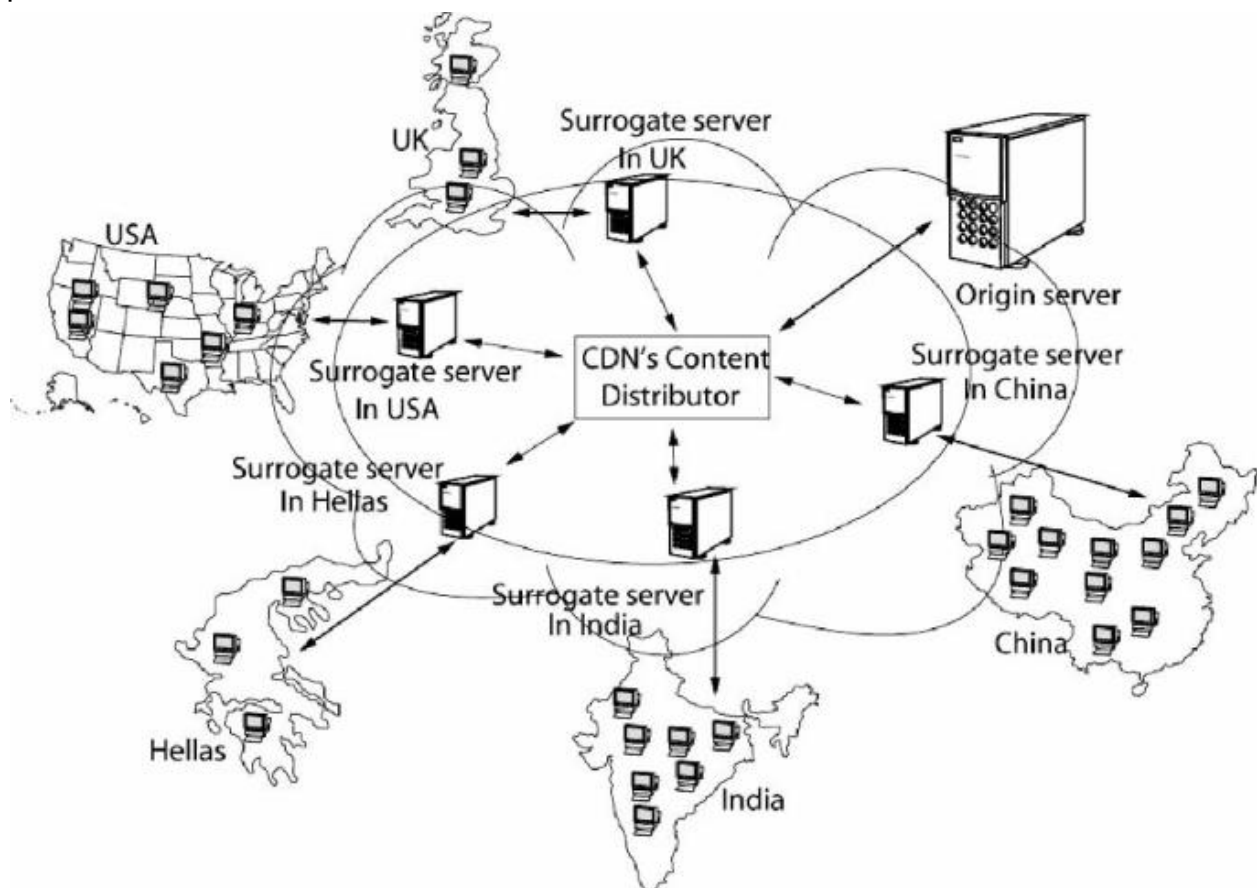 UK
Surrogate server
In UK
USA
Origin server
Surrogate server
In USA
CDN's Content
Distributor
Surrogate server
In China
Surrogate server
In Hellas
Surrogate server
In India
China
Hellas
India